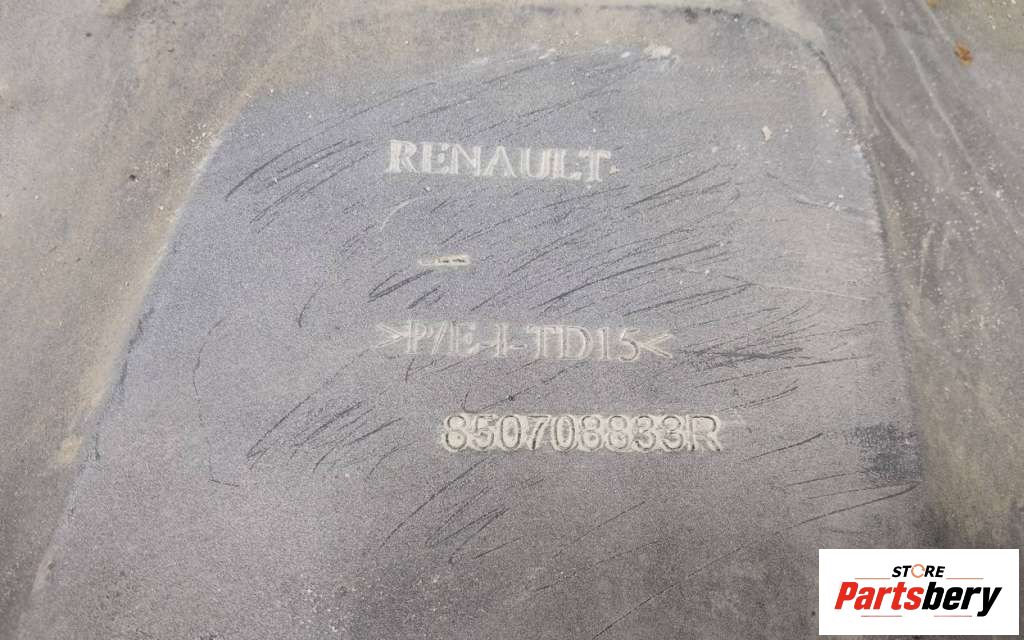 RENAULT
>P/E-I-TD15<
850708833R
STORE
Partsbery